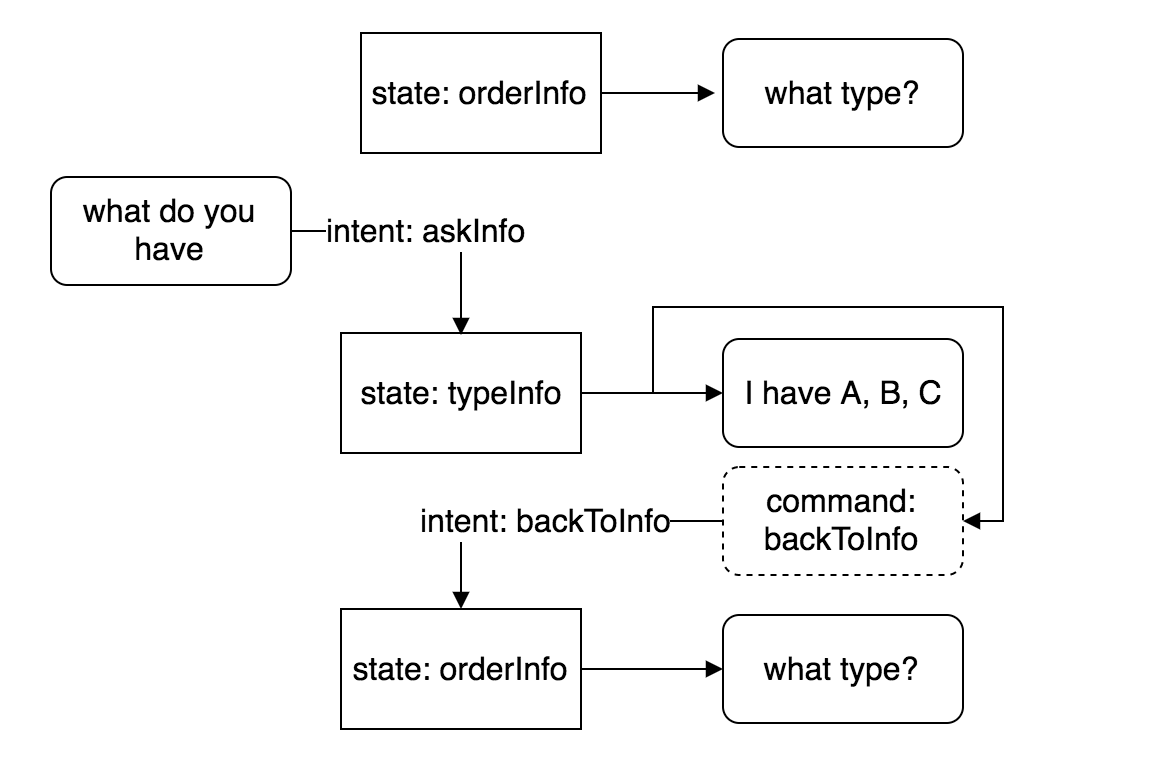 state: orderInfo
what type?
what do you
have
intent: askInfo
state: typeInfo
I have A, B, C
command:
backToInfo
intent: backToInfo
state: orderInfo
what type?